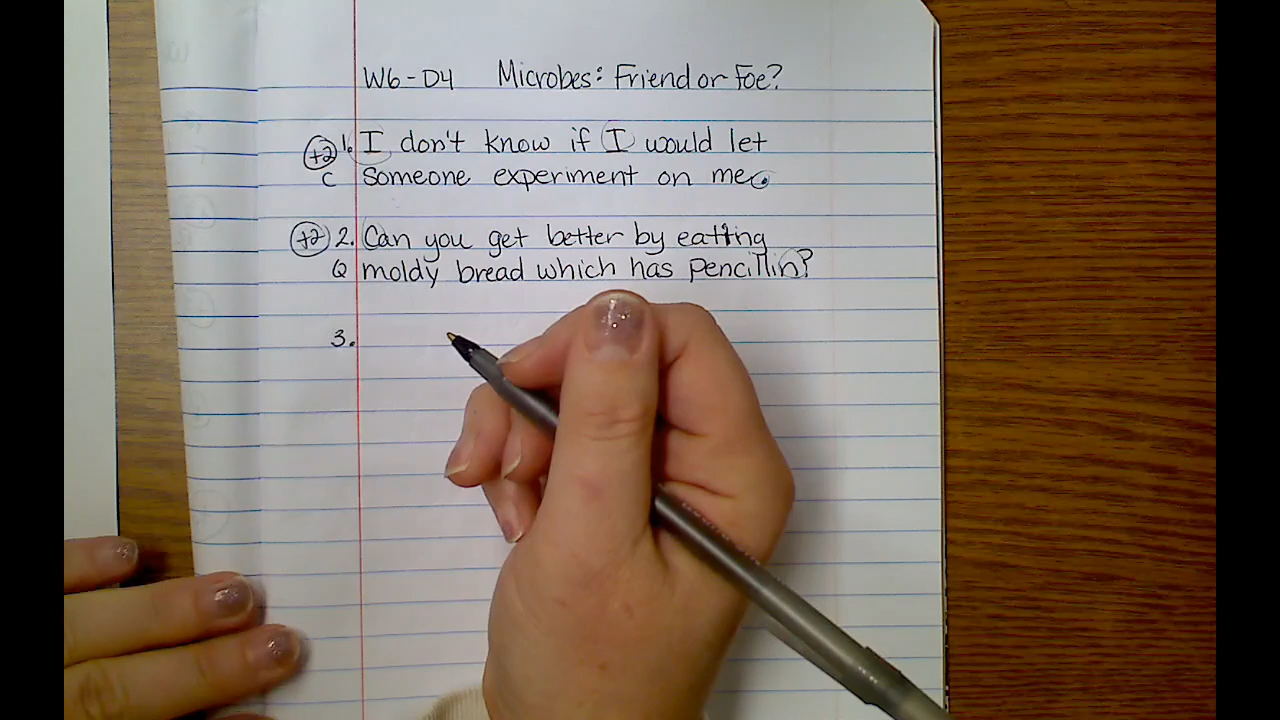 W6-D4 Microbes: Friend or Foe?
+2 1. I don't know if I would let
C someone experiment on me.
+2 2. Can you get better by eatting
Q moldy bread which has pencillin?
3.